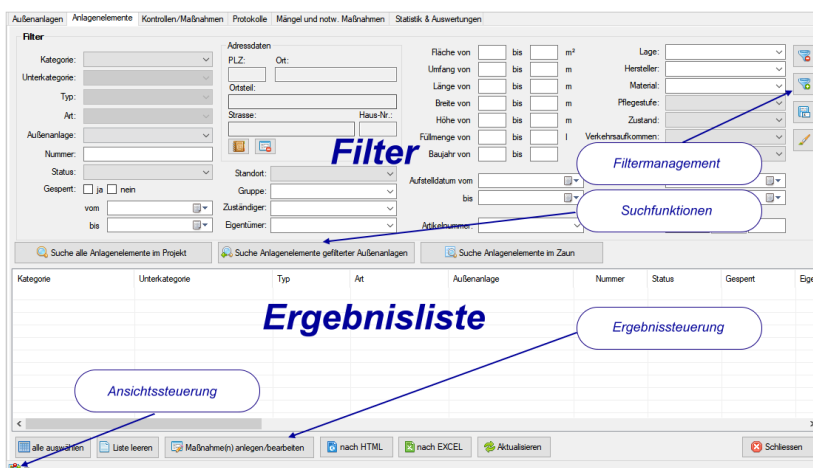 Außenanlagen Anlagenelemente Kontrollen/Maßnahmen Protokolle Mängel und notw. Maßnahmen Statistik & Auswertungen
Filter
Kategorie:
Unterkategorie:
Typ:
Art:
Außenanlage:
Nummer:
Status:
Gesperrt: ja nein
vom
bis
Adressdaten
PLZ: Ort:
Ortsteil:
Strasse: Haus-Nr.:
Filter
Standort:
Gruppe:
Zuständiger:
Eigentümer:
Fläche von bis m²
Umfang von bis m
Länge von bis m
Breite von bis m
Höhe von bis m
Füllmenge von bis l
Baujahr von bis
Aufstelldatum vom
bis
Artikelnummer:
Lage:
Hersteller:
Material:
Pflegestufe:
Zustand:
Verkehrsaufkommen:
Filtermanagement
Suchfunktionen
Suche alle Anlagenelemente im Projekt Suche Anlagenelemente gefilterter Außenanlagen Suche Anlagenelemente im Zaun
Kategorie Unterkategorie Typ Art Außenanlage Nummer Status Gesperrt Eige
Ergebnisliste
Ergebnissteuerung
Ansichtssteuerung
alle auswählen Liste leeren Maßnahme(n) anlegen/bearbeiten nach HTML nach EXCEL Aktualisieren Schliessen